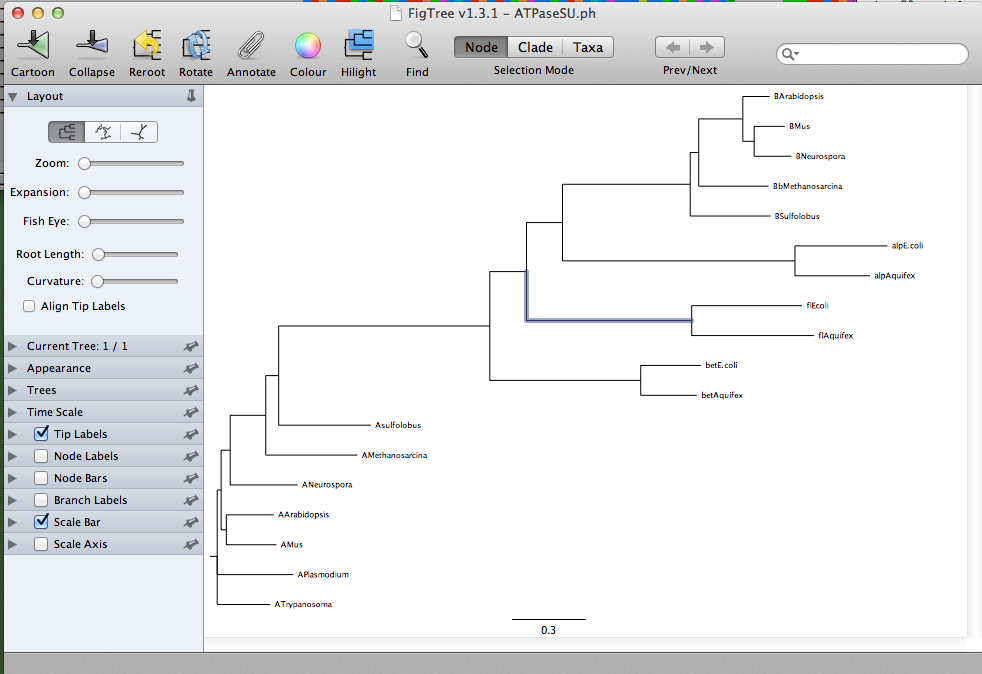 FigTree v1.3.1 - ATPaseSU.ph
Cartoon Collapse Reroot Rotate Annotate Colour Hilight Find
Node Clade Taxa
Selection Mode
Prev/Next
Layout
Zoom:
Expansion:
Fish Eye:
Root Length:
Curvature:
Align Tip Labels
Current Tree: 1 / 1
Appearance
Trees
Time Scale
Tip Labels
Node Labels
Node Bars
Branch Labels
Scale Bar
Scale Axis
BArabidopsis
BMus
BNeurospora
BbMethanosarcina
BSulfolobus
alpE.coli
alpAquifex
flEcoli
flAquifex
betE.coli
betAquifex
Asulfolobus
AMethanosarcina
ANeurospora
AArabidopsis
AMus
APlasmodium
ATrypanosoma
0.3